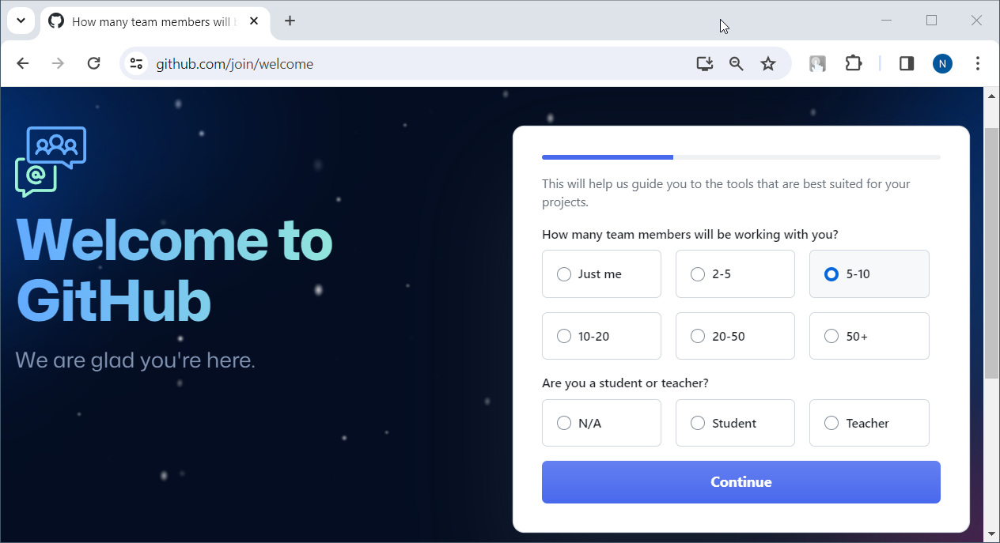 How many team members will
github.com/join/welcome
N
@
Welcome to
GitHub
We are glad you're here.
This will help us guide you to the tools that are best suited for your
projects.
How many team members will be working with you?
Just me
2-5
5-10
10-20
20-50
50+
Are you a student or teacher?
N/A
Student
Teacher
Continue